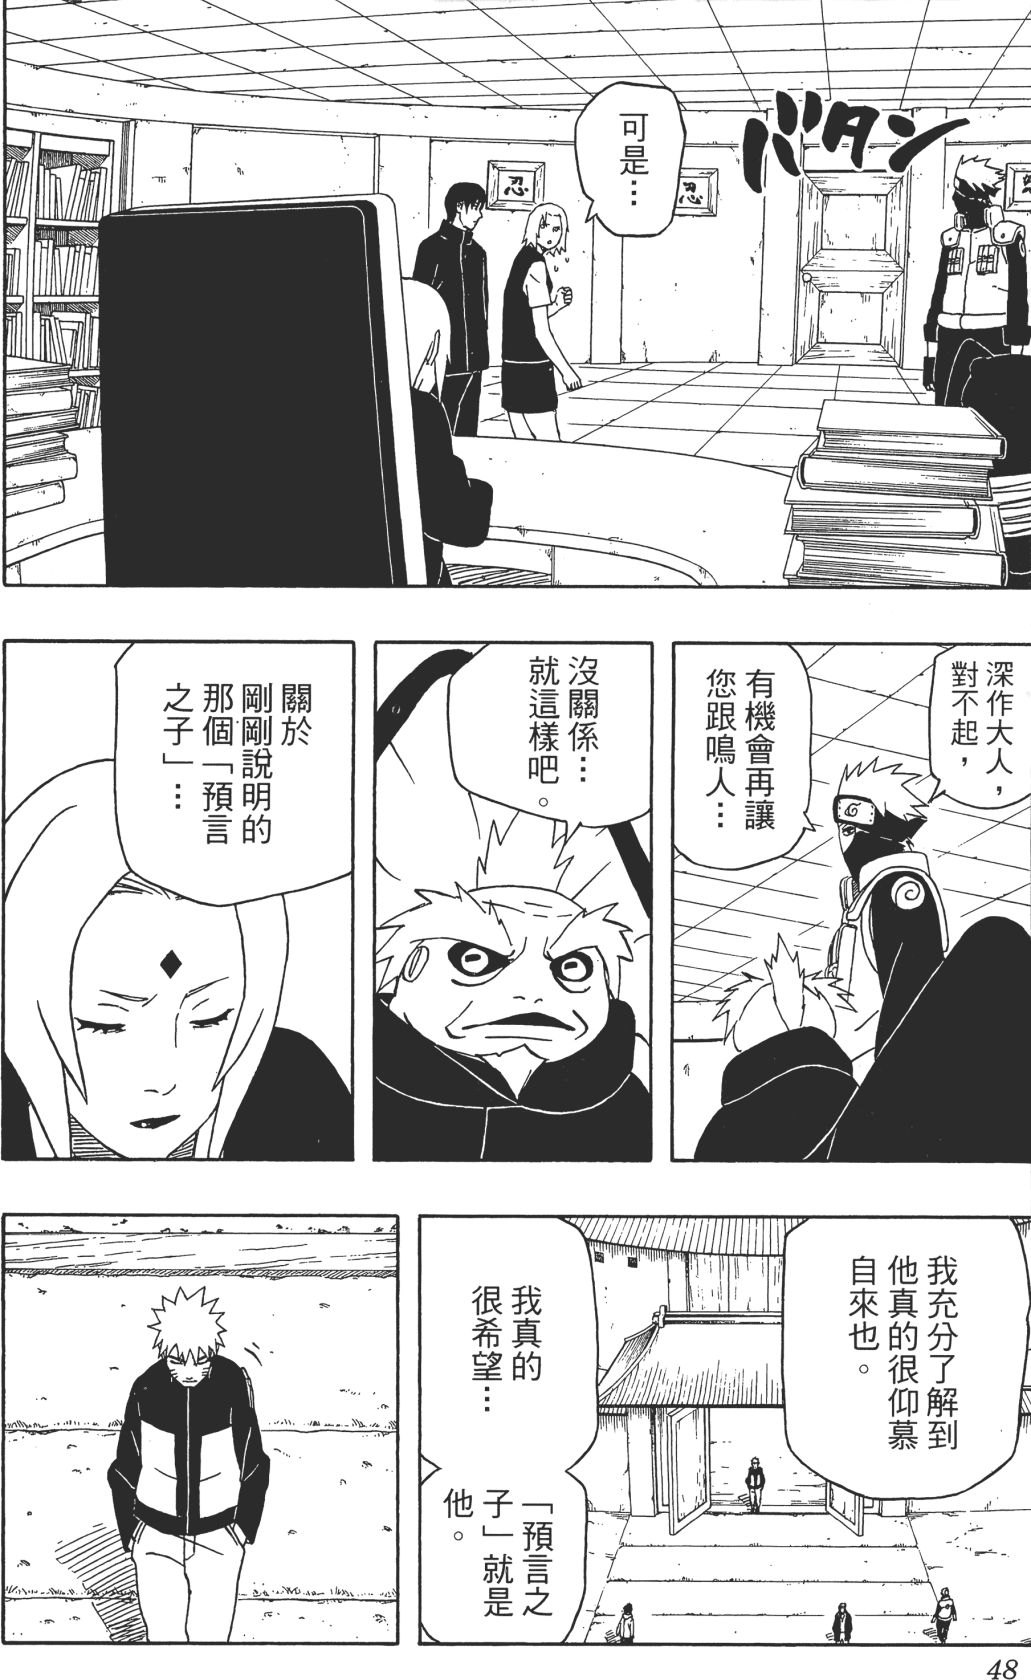 バタン
可是…
忍
忍
深作大人，
對不起，
有機會再讓
您跟鳴人…
沒關係…
就這樣吧。
關於
剛剛說明的
那個「預言
之子」…
我充分了解到
他真的很仰慕
自來也。
我真的
很希望…
「預言之
子」就是
他。
48